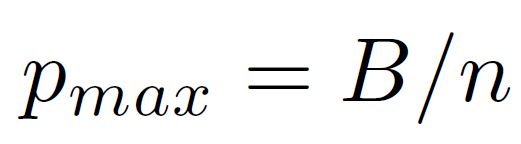 p_{max} = B/n